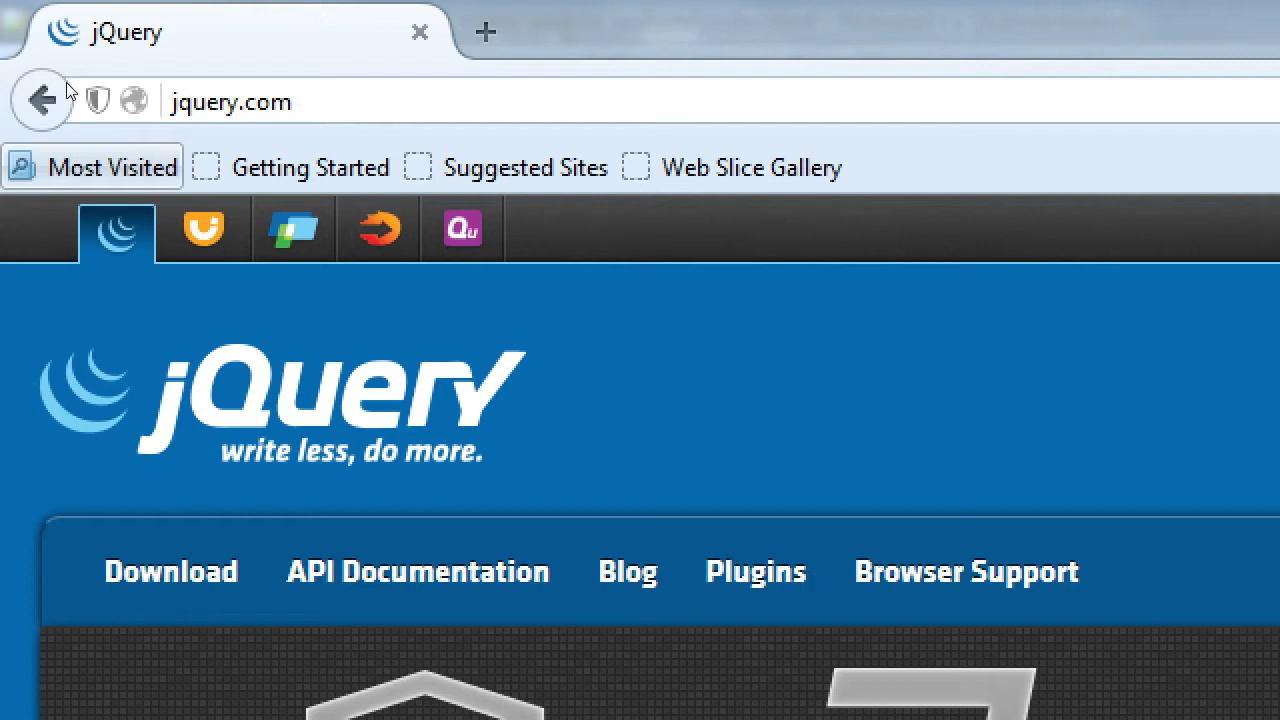 jQuery
jquery.com
Most Visited Getting Started Suggested Sites Web Slice Gallery
Qu
jQuery
write less, do more.
Download API Documentation Blog Plugins Browser Support